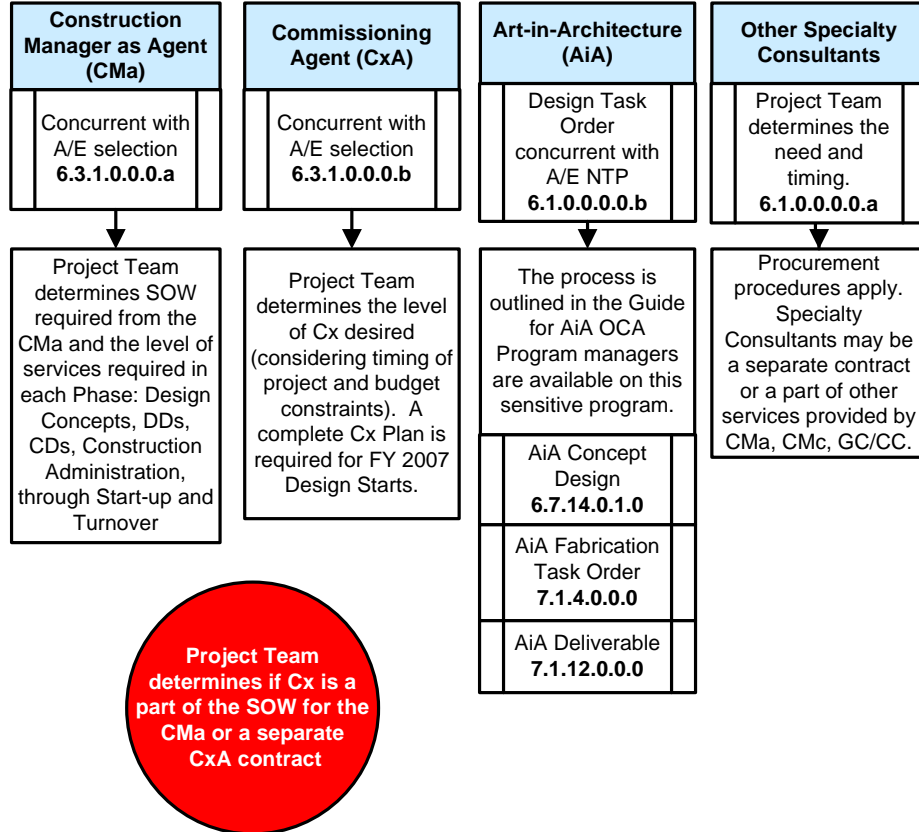 Construction
Manager as Agent
(CMa)
Concurrent with
A/E selection
6.3.1.0.0.0.a
Project Team
determines SOW
required from the
CMa and the level of
services required in
each Phase: Design
Concepts, DDs,
CDs, Construction
Administration,
through Start-up and
Turnover
Commissioning
Agent (CxA)
Concurrent with
A/E selection
6.3.1.0.0.0.b
Project Team
determines the level
of Cx desired
(considering timing of
project and budget
constraints).  A
complete Cx Plan is
required for FY 2007
Design Starts.
Art-in-Architecture
(AiA)
Design Task
Order
concurrent with
A/E NTP
6.1.0.0.0.0.b
The process is
outlined in the Guide
for AiA OCA
Program managers
are available on this
sensitive program.
AiA Concept
Design
6.7.14.0.1.0
AiA Fabrication
Task Order
7.1.4.0.0.0
AiA Deliverable
7.1.12.0.0.0
Other Specialty
Consultants
Project Team
determines the
need and
timing.
6.1.0.0.0.0.a
Procurement
procedures apply.
Specialty
Consultants may be
a separate contract
or a part of other
services provided by
CMa, CMc, GC/CC.
Project Team
determines if Cx is a
part of the SOW for the
CMa or a separate
CxA contract